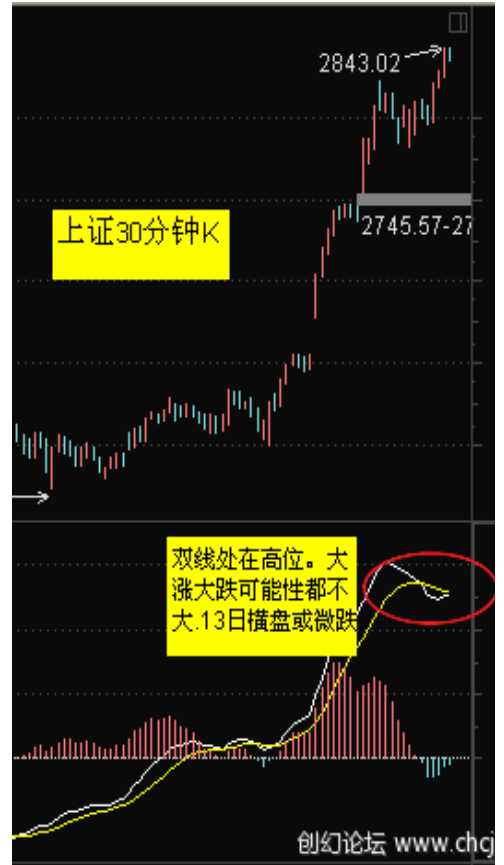 2843.02
上证30分钟K
2745.57-27
双线处在高位。大
涨大跌可能性都不
大.13日横盘或微跌
创幻论坛 www.chcj